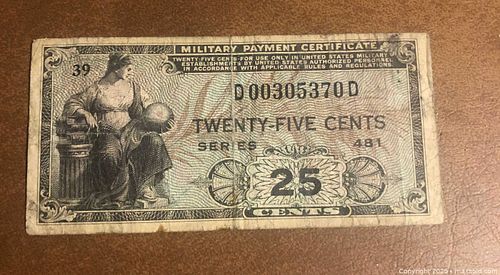 MILITARY PAYMENT CERTIFICATE
TWENTY-FIVE CENTS-FOR USE ONLY IN UNITED STATES MILITARY
ESTABLISHMENTS BY UNITED STATES AUTHORIZED PERSONNEL
IN ACCORDANCE WITH APPLICABLE RULES AND REGULATIONS
39
D00305370D
TWENTY-FIVE CENTS
SERIES 481
25
CENTS